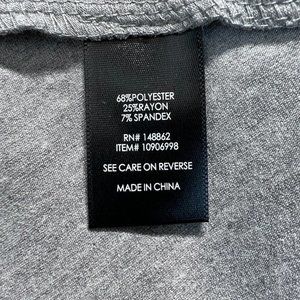 68%POLYESTER
25%RAYON
7% SPANDEX
RN# 148862
ITEM# 10906998
SEE CARE ON REVERSE
MADE IN CHINA